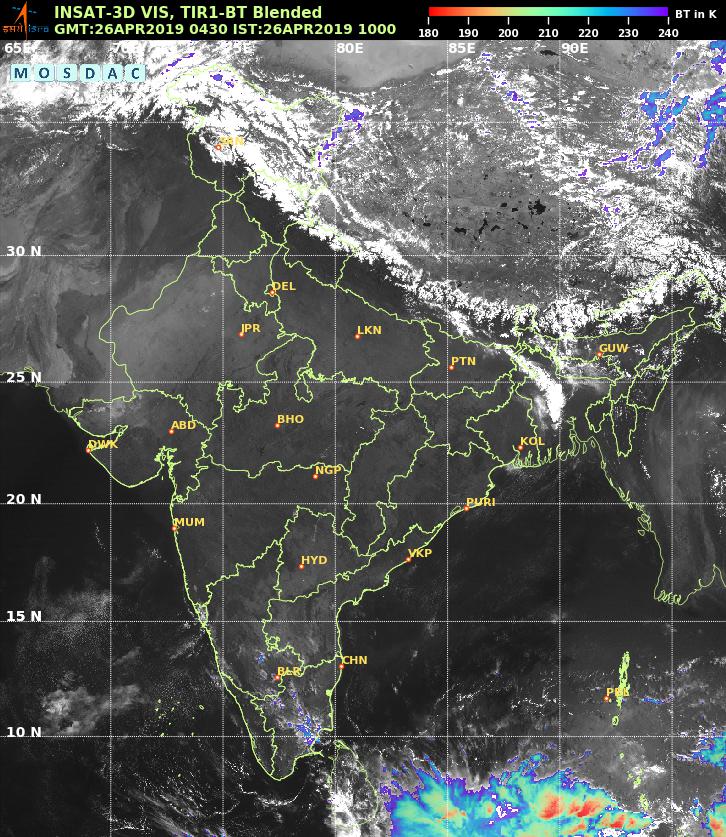 INSAT-3D VIS, TIR1-BT Blended
GMT:26APR2019 0430 IST:26APR2019 1000
BT in K
180 190 200 210 220 230 240
65E 70E 80E 85E 90E
M O S D A C
30 N
DEL
JPR
LKN
GUW
PTN
25 N
BHO
ABD
DWK
KOL
NGP
20 N
PURI
MUM
VKP
HYD
15 N
CHN
BLR
10 N